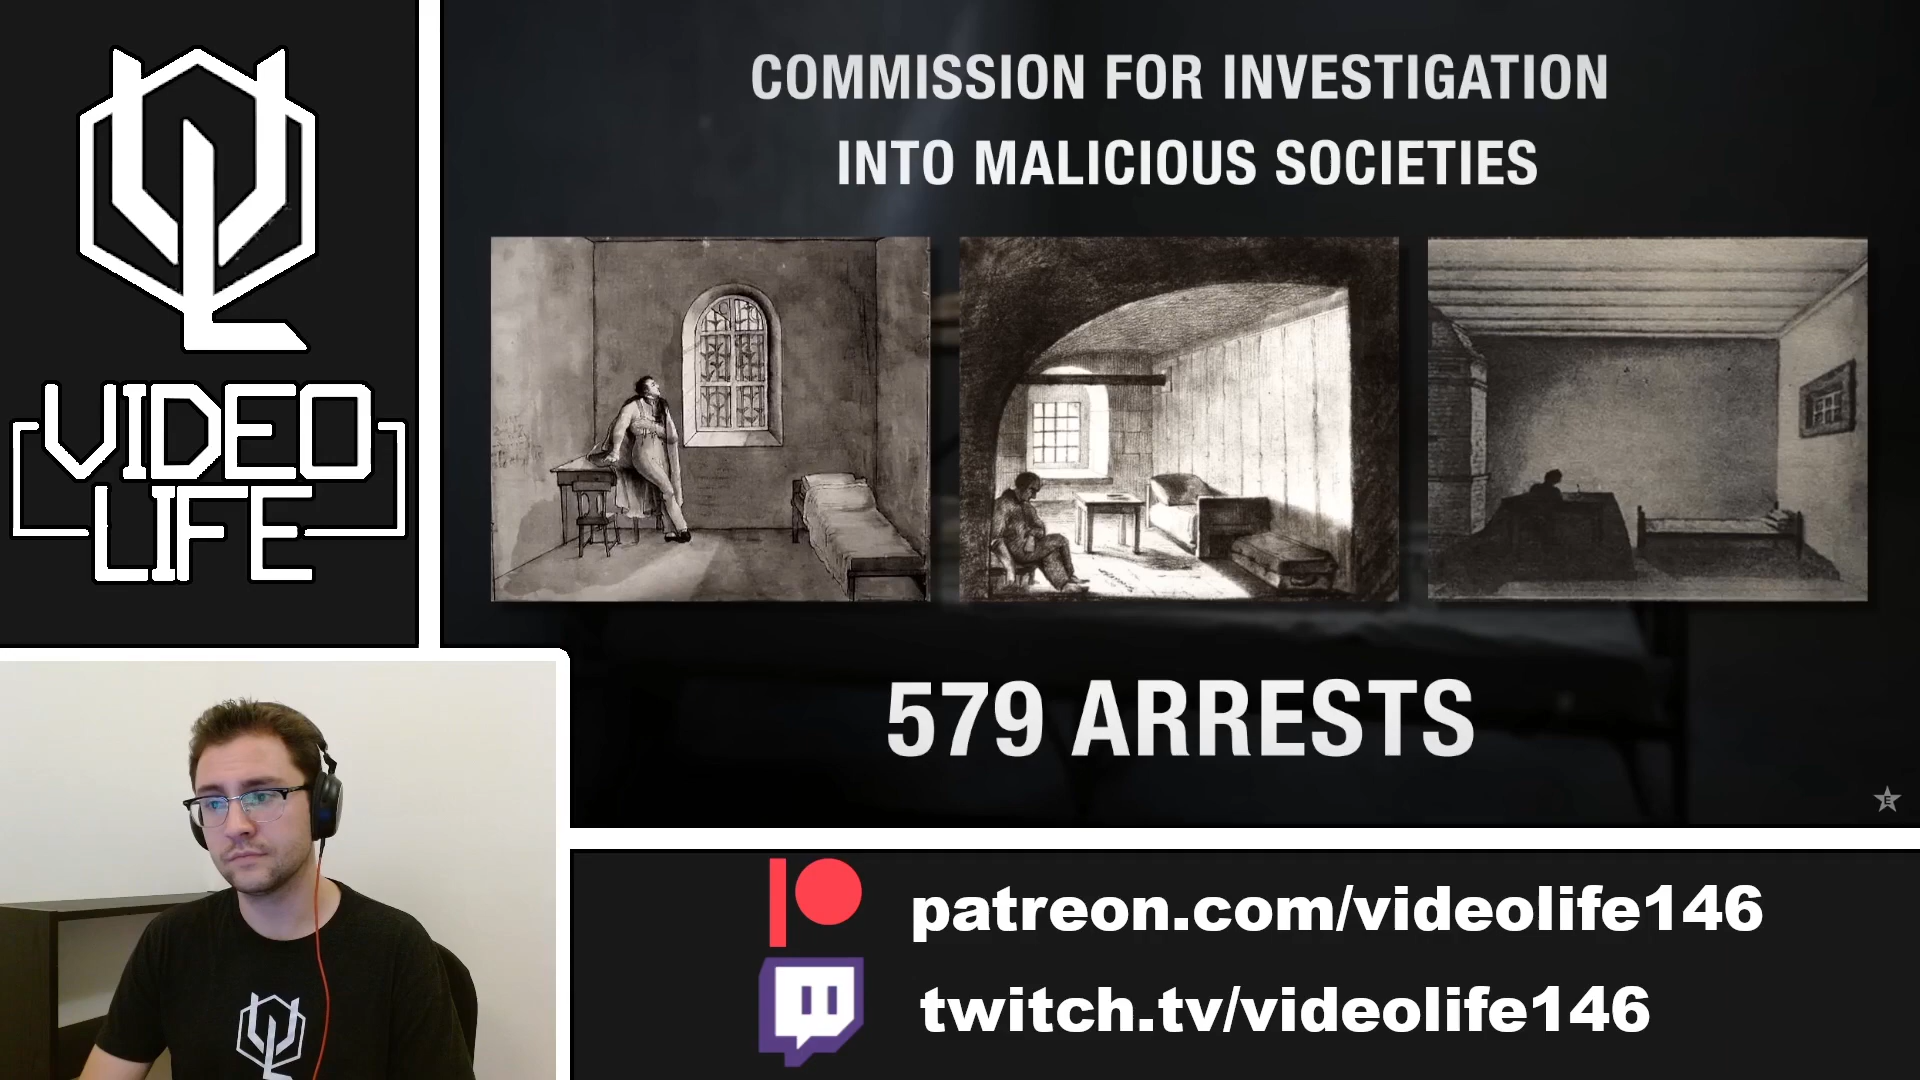 VIDEO
LIFE
COMMISSION FOR INVESTIGATION
INTO MALICIOUS SOCIETIES
579 ARRESTS
E
patreon.com/videolife146
twitch.tv/videolife146